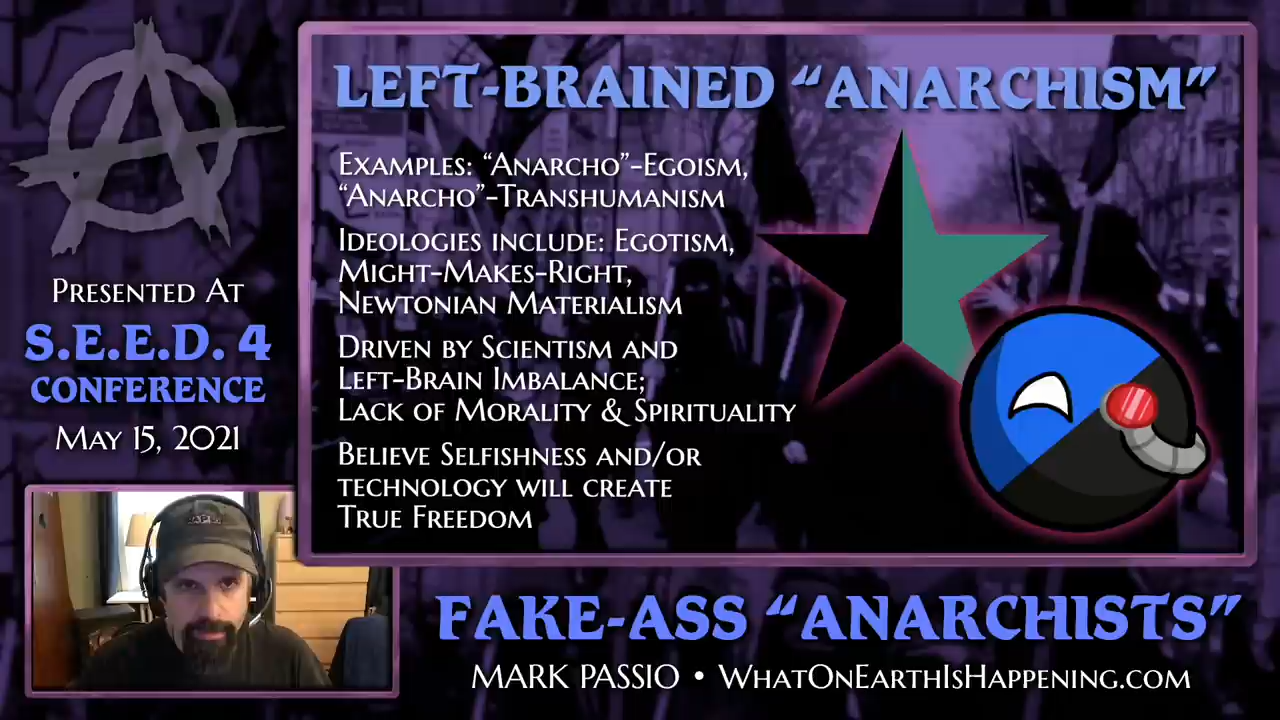 PRESENTED AT
S.E.E.D. 4
CONFERENCE
MAY 15, 2021
LEFT-BRAINED “ANARCHISM”
EXAMPLES: “ANARCHO”-EGOISM,
“ANARCHO”-TRANSHUMANISM
IDEOLOGIES INCLUDE: EGOTISM,
MIGHT-MAKES-RIGHT,
NEWTONIAN MATERIALISM
DRIVEN BY SCIENTISM AND
LEFT-BRAIN IMBALANCE;
LACK OF MORALITY & SPIRITUALITY
BELIEVE SELFISHNESS AND/OR
TECHNOLOGY WILL CREATE
TRUE FREEDOM
FAKE-ASS “ANARCHISTS”
MARK PASSIO • WHATONEARTHISHAPPENING.COM